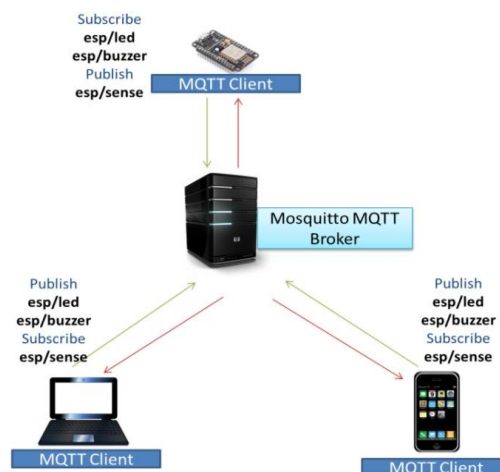 Subscribe
esp/led
esp/buzzer
Publish
esp/sense
MQTT Client
Mosquitto MQTT
Broker
Publish
esp/led
esp/buzzer
Subscribe
esp/sense
MQTT Client
Publish
esp/led
esp/buzzer
Subscribe
esp/sense
MQTT Client